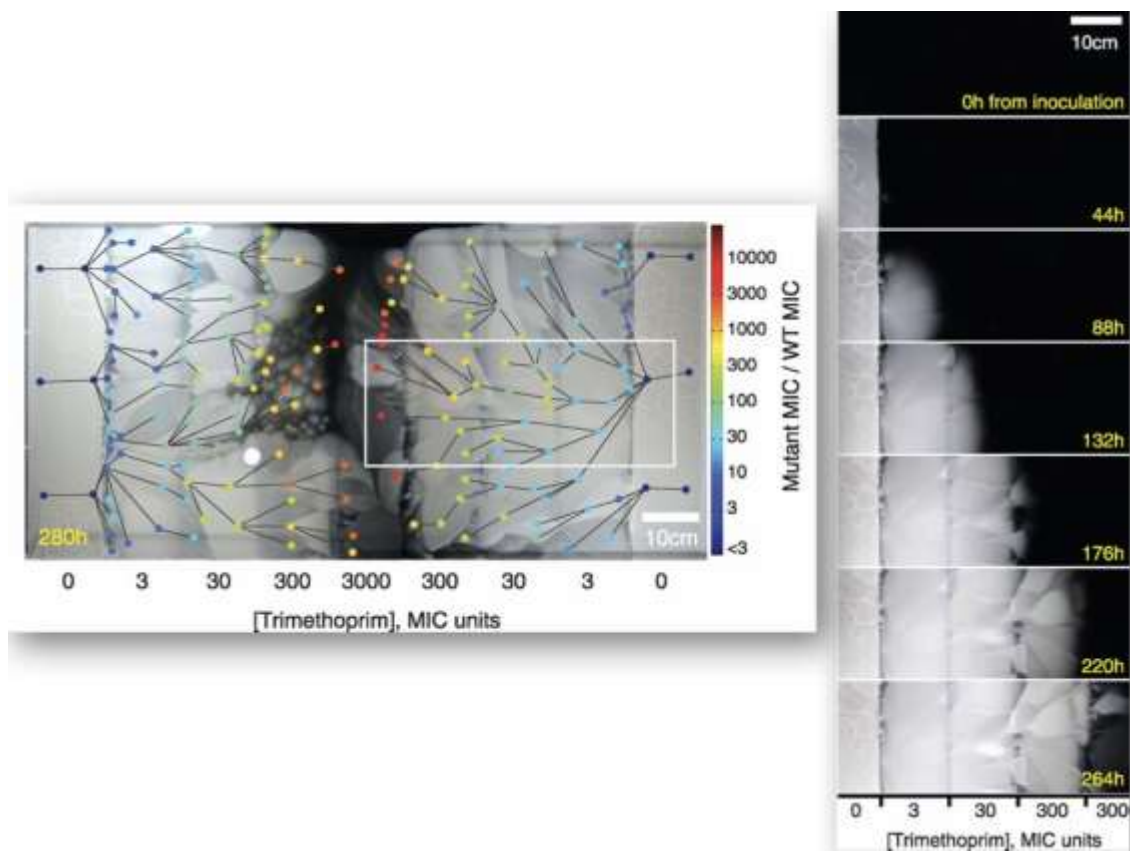 280h
10cm
0 3 30 300 3000 300 30 3 0
[Trimethoprim], MIC units
10000
3000
1000
300
100
30
10
3
<3
Mutant MIC / WT MIC
10cm
0h from inoculation
44h
88h
132h
176h
220h
264h
0 3 30 300 300
[Trimethoprim], MIC units